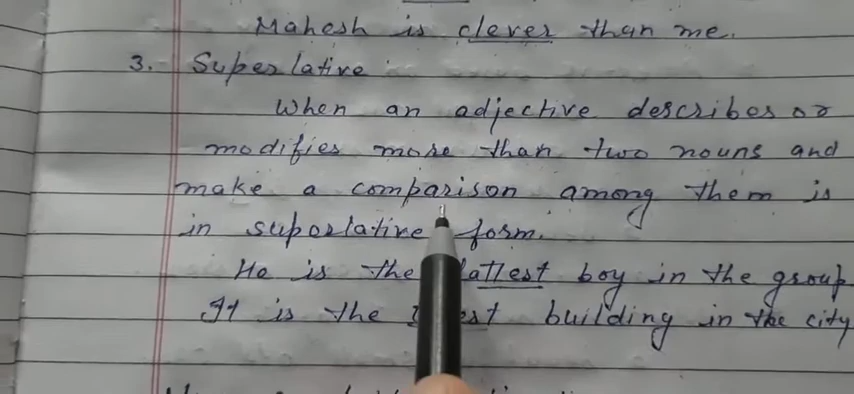 Mahesh is clever than me.
3. Superlative :
When an adjective describes or
modifies more than two nouns and
make a comparison among them is
in superlative form.
He is the boy in the group
It is the building in the city